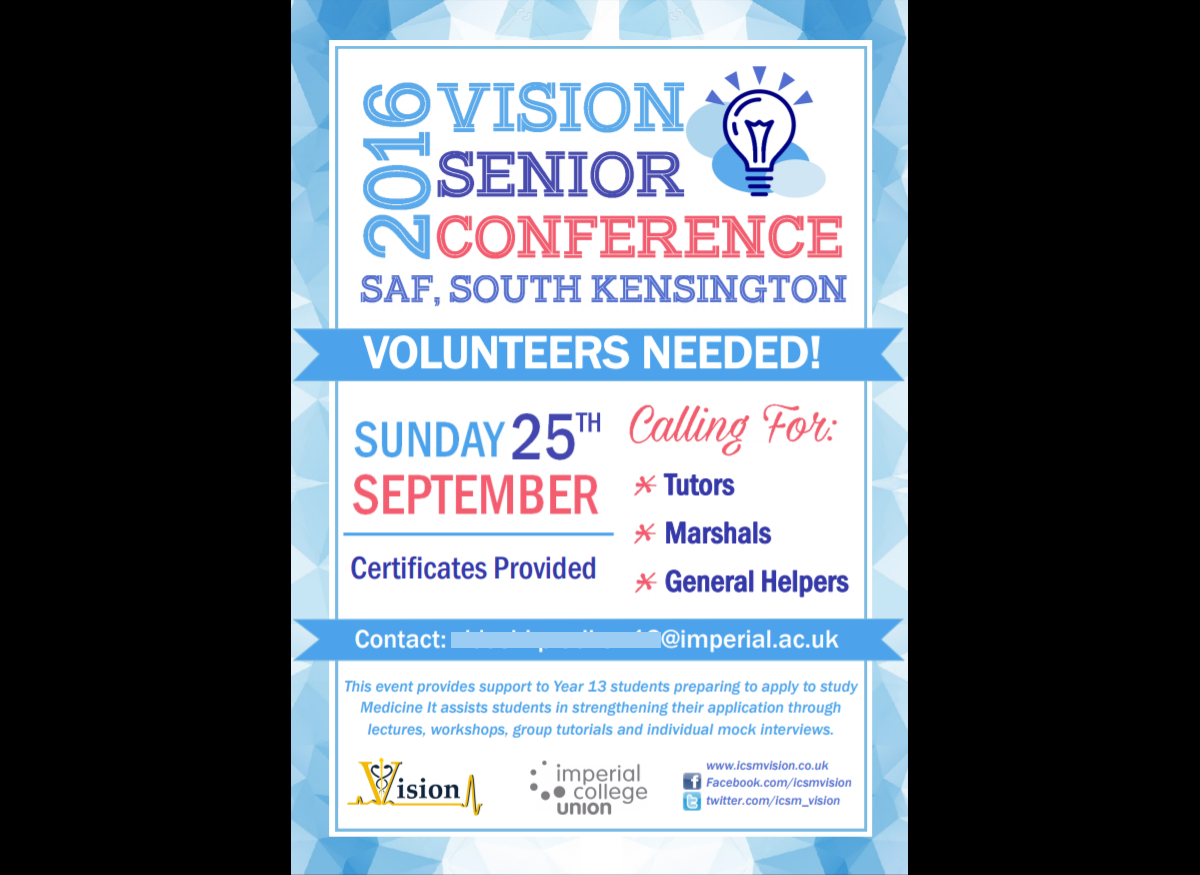 2016
VISION
SENIOR
CONFERENCE
SAF, SOUTH KENSINGTON
VOLUNTEERS NEEDED!
SUNDAY 25TH
SEPTEMBER
Certificates Provided
Calling For:
Tutors
Marshals
General Helpers
Contact: @imperial.ac.uk
This event provides support to Year 13 students preparing to apply to study
Medicine It assists students in strengthening their application through
lectures, workshops, group tutorials and individual mock interviews.
Vision
imperial
college
union
www.icsmvision.co.uk
Facebook.com/icsmvision
twitter.com/icsm_vision